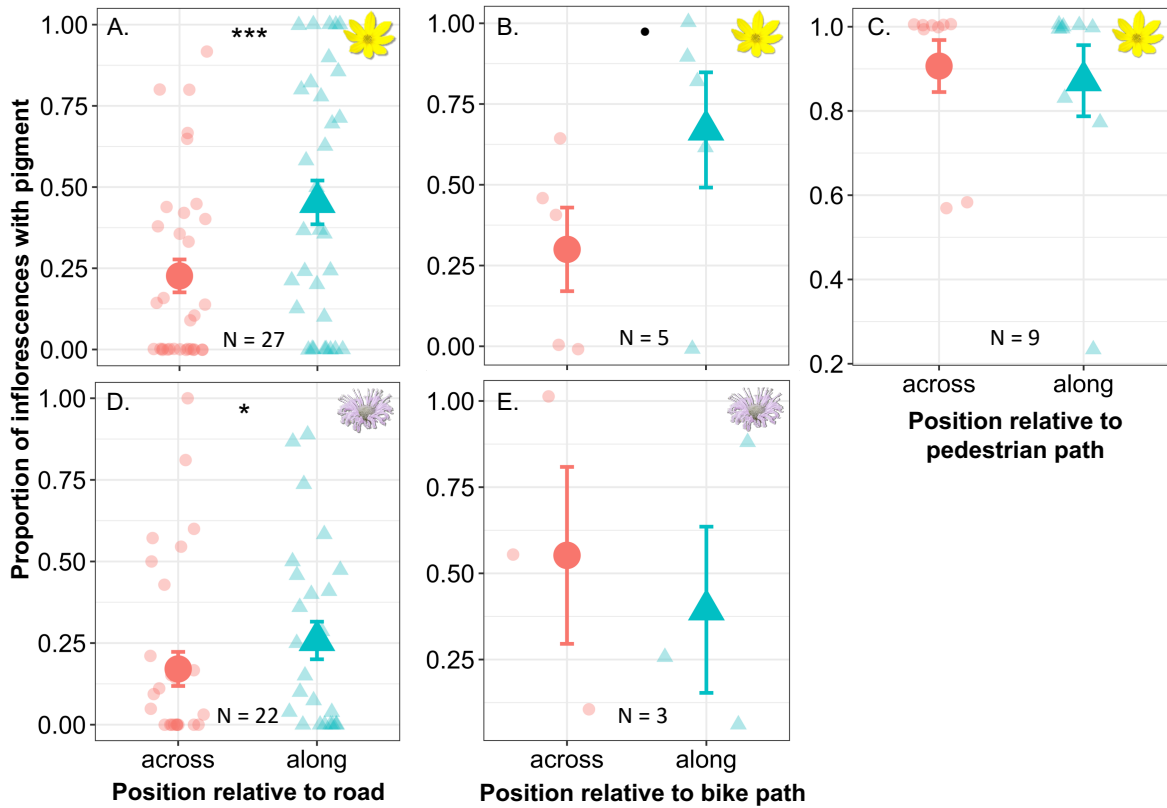 Proportion of inflorescences with pigment
A.
***
1.00
0.75
0.50
0.25
0.00
N = 27
B.
•
1.00
0.75
0.50
0.25
0.00
N = 5
C.
1.0
0.8
0.6
0.4
0.2
N = 9
across along
Position relative to
pedestrian path
D.
*
1.00
0.75
0.50
0.25
0.00
N = 22
across along
Position relative to road
E.
1.00
0.75
0.50
0.25
N = 3
across along
Position relative to bike path